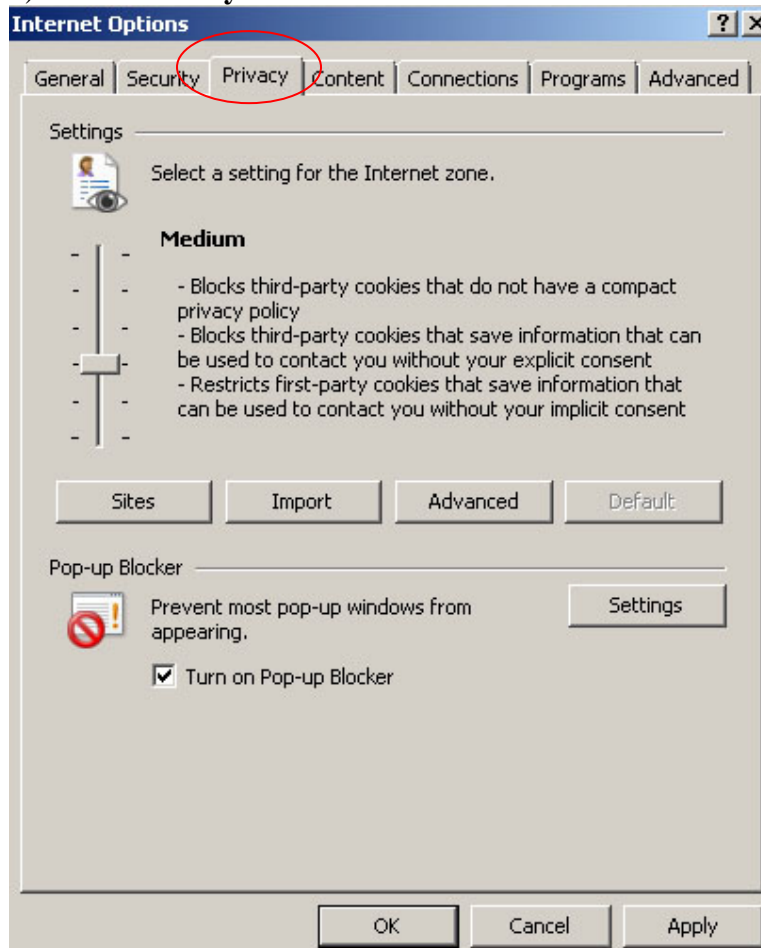 Internet Options
General Security Privacy Content Connections Programs Advanced
Settings
Select a setting for the Internet zone.
Medium
- Blocks third-party cookies that do not have a compact
privacy policy
- Blocks third-party cookies that save information that can
be used to contact you without your explicit consent
- Restricts first-party cookies that save information that
can be used to contact you without your implicit consent
Sites Import Advanced Default
Pop-up Blocker
Prevent most pop-up windows from
appearing.
Settings
Turn on Pop-up Blocker
OK Cancel Apply